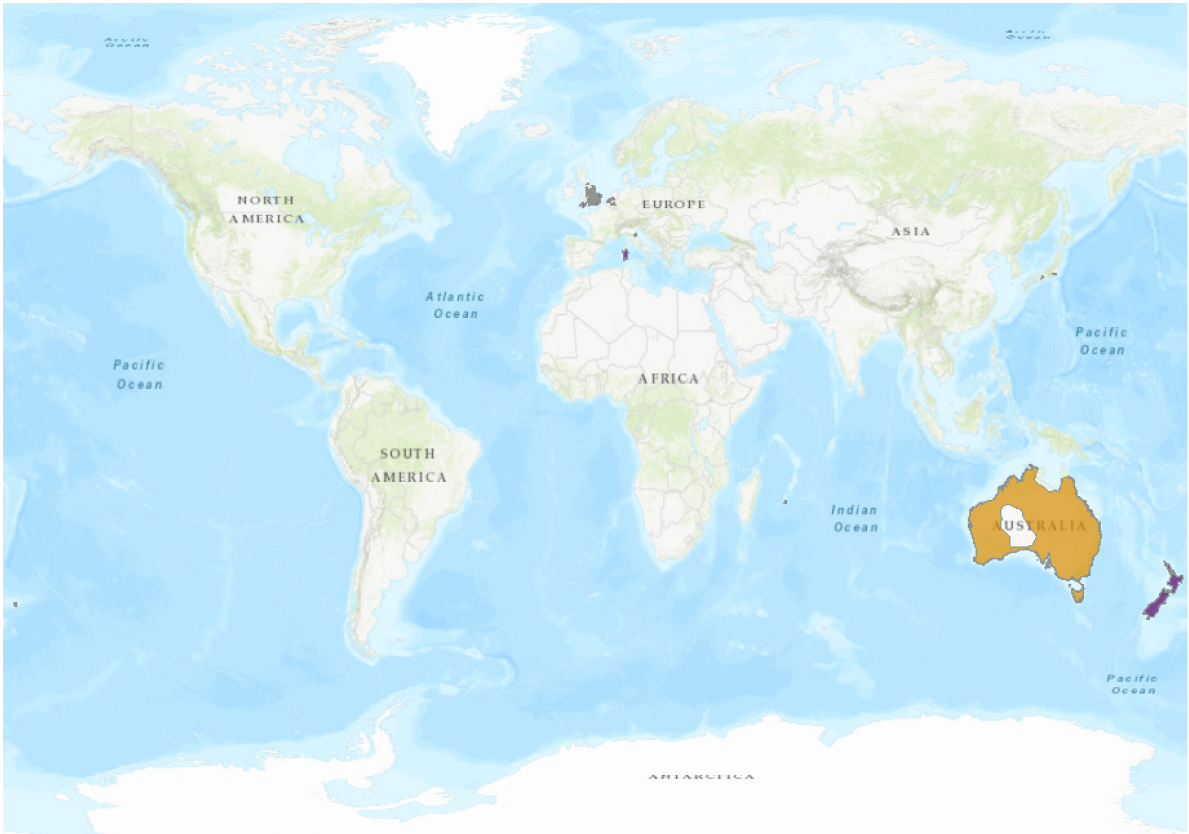 Arctic
Ocean
Arctic
Ocean
NORTH
AMERICA
EUROPE
ASIA
Atlantic
Ocean
Pacific
Ocean
Pacific
Ocean
AFRICA
SOUTH
AMERICA
Indian
Ocean
AUSTRALIA
Pacific
Ocean
ANTARCTICA